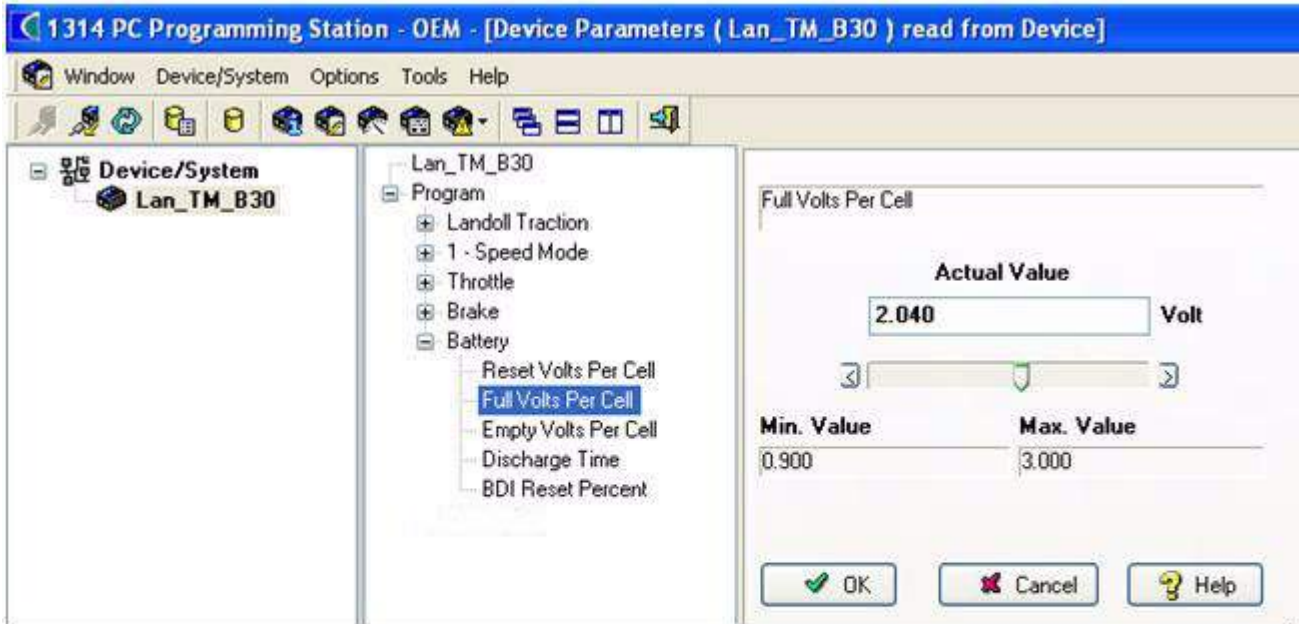 1314 PC Programming Station - OEM - [Device Parameters ( Lan_TM_B30 ) read from Device]
Window Device/System Options Tools Help
Device/System
Lan_TM_B30
Lan_TM_B30
Program
Landoll Traction
1 - Speed Mode
Throttle
Brake
Battery
Reset Volts Per Cell
Full Volts Per Cell
Empty Volts Per Cell
Discharge Time
BDI Reset Percent
Full Volts Per Cell
Actual Value
2.040 Volt
Min. Value Max. Value
0.900 3.000
OK Cancel Help